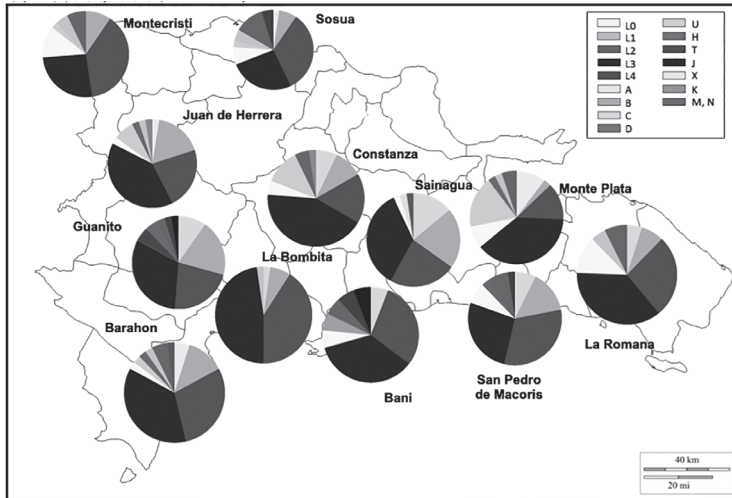 Montecristi
Sosua
Juan de Herrera
Constanza
Sainagua
Monte Plata
Guanito
La Bombita
Barahon
Bani
San Pedro
de Macoris
La Romana
L0
L1
L2
L3
L4
A
B
C
D
U
H
T
J
X
K
M, N
40 km
20 mi